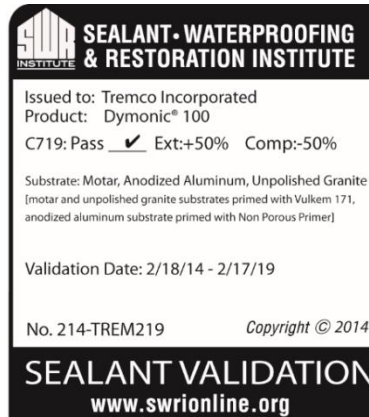 SWR
INSTITUTE
SEALANT • WATERPROOFING
& RESTORATION INSTITUTE
Issued to: Tremco Incorporated
Product: Dymonic® 100
C719: Pass ✔ Ext:+50% Comp:-50%
Substrate: Motar, Anodized Aluminum, Unpolished Granite
[motar and unpolished granite substrates primed with Vulkem 171,
anodized aluminum substrate primed with Non Porous Primer]
Validation Date: 2/18/14 - 2/17/19
No. 214-TREM219 Copyright © 2014
SEALANT VALIDATION
www.swrionline.org